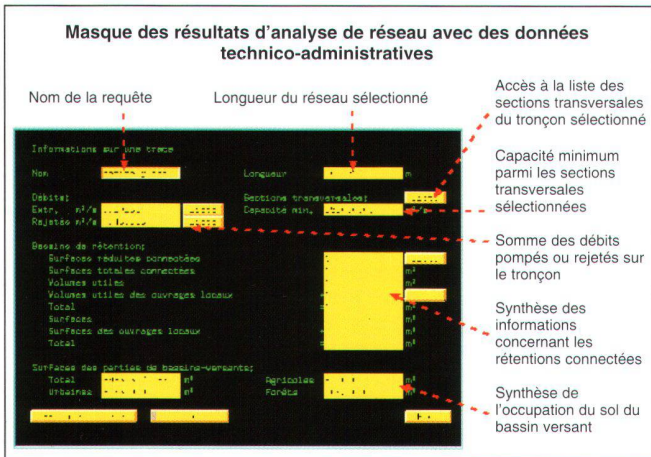 Masque des résultats d'analyse de réseau avec des données
technico-administratives
Nom de la requête
Longueur du réseau sélectionné
Accès à la liste des
sections transversales
du tronçon sélectionné
Capacité minimum
parmi les sections
transversales
sélectionnées
Somme des débits
pompés ou rejetés sur
le tronçon
Synthèse des
informations
concernant les
rétentions connectées
Synthèse de
l'occupation du sol du
bassin versant
Informations sur une trace
Nom
Longueur m
Débits:
Sections transversales:
Extr. m³/s
Capacité min.
Rejetés m³/s
Bassins de rétention:
Surfaces réduites connectées
Surfaces totales connectées m²
Volumes utiles m³
Volumes utiles des ouvrages locaux
Total m³
Surfaces m²
Surfaces des ouvrages locaux m²
Total m²
Surfaces des parties de bassins-versants:
Total m² Agricoles m²
Urbaines m² Forêts m²